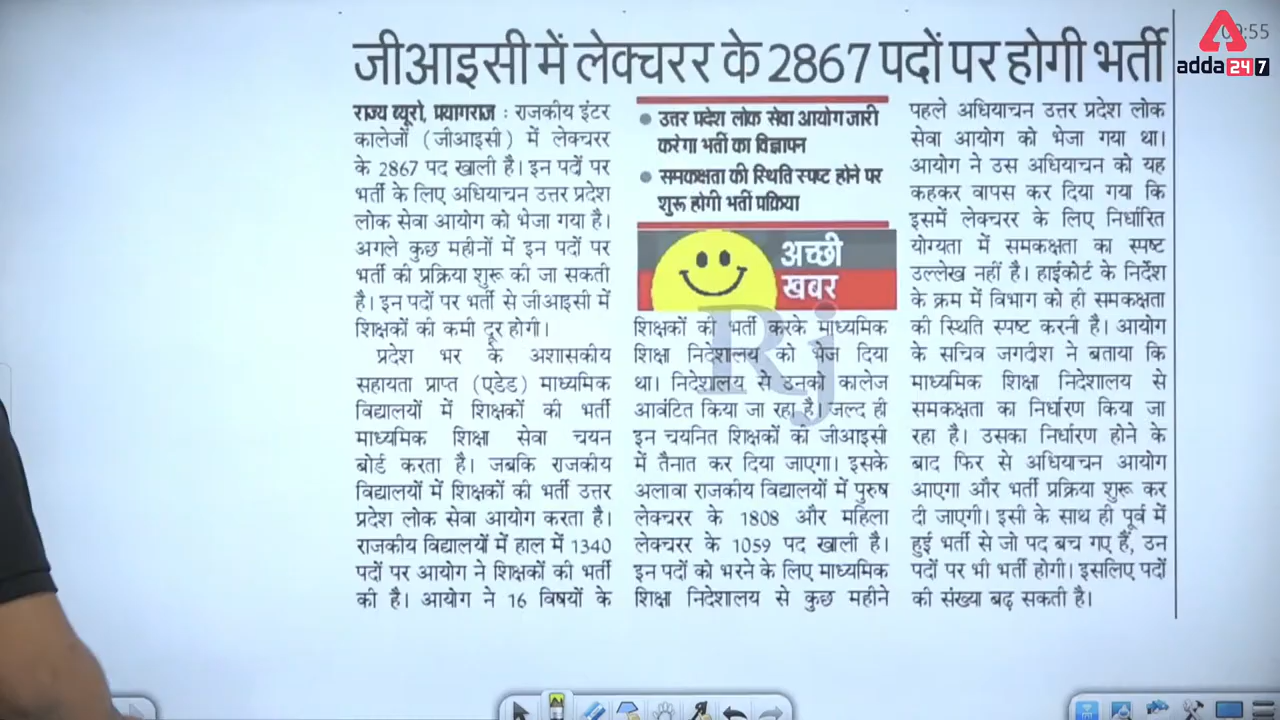 जीआइसी में लेक्चरर के 2867 पदों पर होगी भर्ती
:55
adda 24 7
राज्य ब्यूरो, प्रयागराज : राजकीय इंटर
कालेजों (जीआइसी) में लेक्चरर
के 2867 पद खाली है। इन पदों पर
भर्ती के लिए अधियाचन उत्तर प्रदेश
लोक सेवा आयोग को भेजा गया है।
अगले कुछ महीनों में इन पदों पर
भर्ती की प्रक्रिया शुरू की जा सकती
है। इन पदों पर भर्ती से जीआइसी में
शिक्षकों की कमी दूर होगी।
प्रदेश भर के अशासकीय
सहायता प्राप्त (एडेड) माध्यमिक
विद्यालयों में शिक्षकों की भर्ती
माध्यमिक शिक्षा सेवा चयन
बोर्ड करता है। जबकि राजकीय
विद्यालयों में शिक्षकों की भर्ती उत्तर
प्रदेश लोक सेवा आयोग करता है।
राजकीय विद्यालयों में हाल में 1340
पदों पर आयोग ने शिक्षकों की भर्ती
की है। आयोग ने 16 विषयों के
उत्तर प्रदेश लोक सेवा आयोग जारी
करेगा भर्ती का विज्ञापन
समकक्षता की स्थिति स्पष्ट होने पर
शुरू होगी भर्ती प्रक्रिया
अच्छी
खबर
शिक्षकों की भर्ती करके माध्यमिक
शिक्षा निदेशालय को भेज दिया
था। निदेशालय से उनको कालेज
आवंटित किया जा रहा है। जल्द ही
इन चयनित शिक्षकों की जीआइसी
में तैनात कर दिया जाएगा। इसके
अलावा राजकीय विद्यालयों में पुरुष
लेक्चरर के 1808 और महिला
लेक्चरर के 1059 पद खाली है।
इन पदों को भरने के लिए माध्यमिक
शिक्षा निदेशालय से कुछ महीने
Rj
पहले अधियाचन उत्तर प्रदेश लोक
सेवा आयोग को भेजा गया था।
आयोग ने उस अधियाचन को यह
कहकर वापस कर दिया गया कि
इसमें लेक्चरर के लिए निर्धारित
योग्यता में समकक्षता का स्पष्ट
उल्लेख नहीं है। हाईकोर्ट के निर्देश
के क्रम में विभाग को ही समकक्षता
की स्थिति स्पष्ट करनी है। आयोग
के सचिव जगदीश ने बताया कि
माध्यमिक शिक्षा निदेशालय से
समकक्षता का निर्धारण किया जा
रहा है। उसका निर्धारण होने के
बाद फिर से अधियाचन आयोग
आएगा और भर्ती प्रक्रिया शुरू कर
दी जाएगी। इसी के साथ ही पूर्व में
हुई भर्ती से जो पद बच गए हैं, उन
पदों पर भी भर्ती होगी। इसलिए पदों
की संख्या बढ़ सकती है।